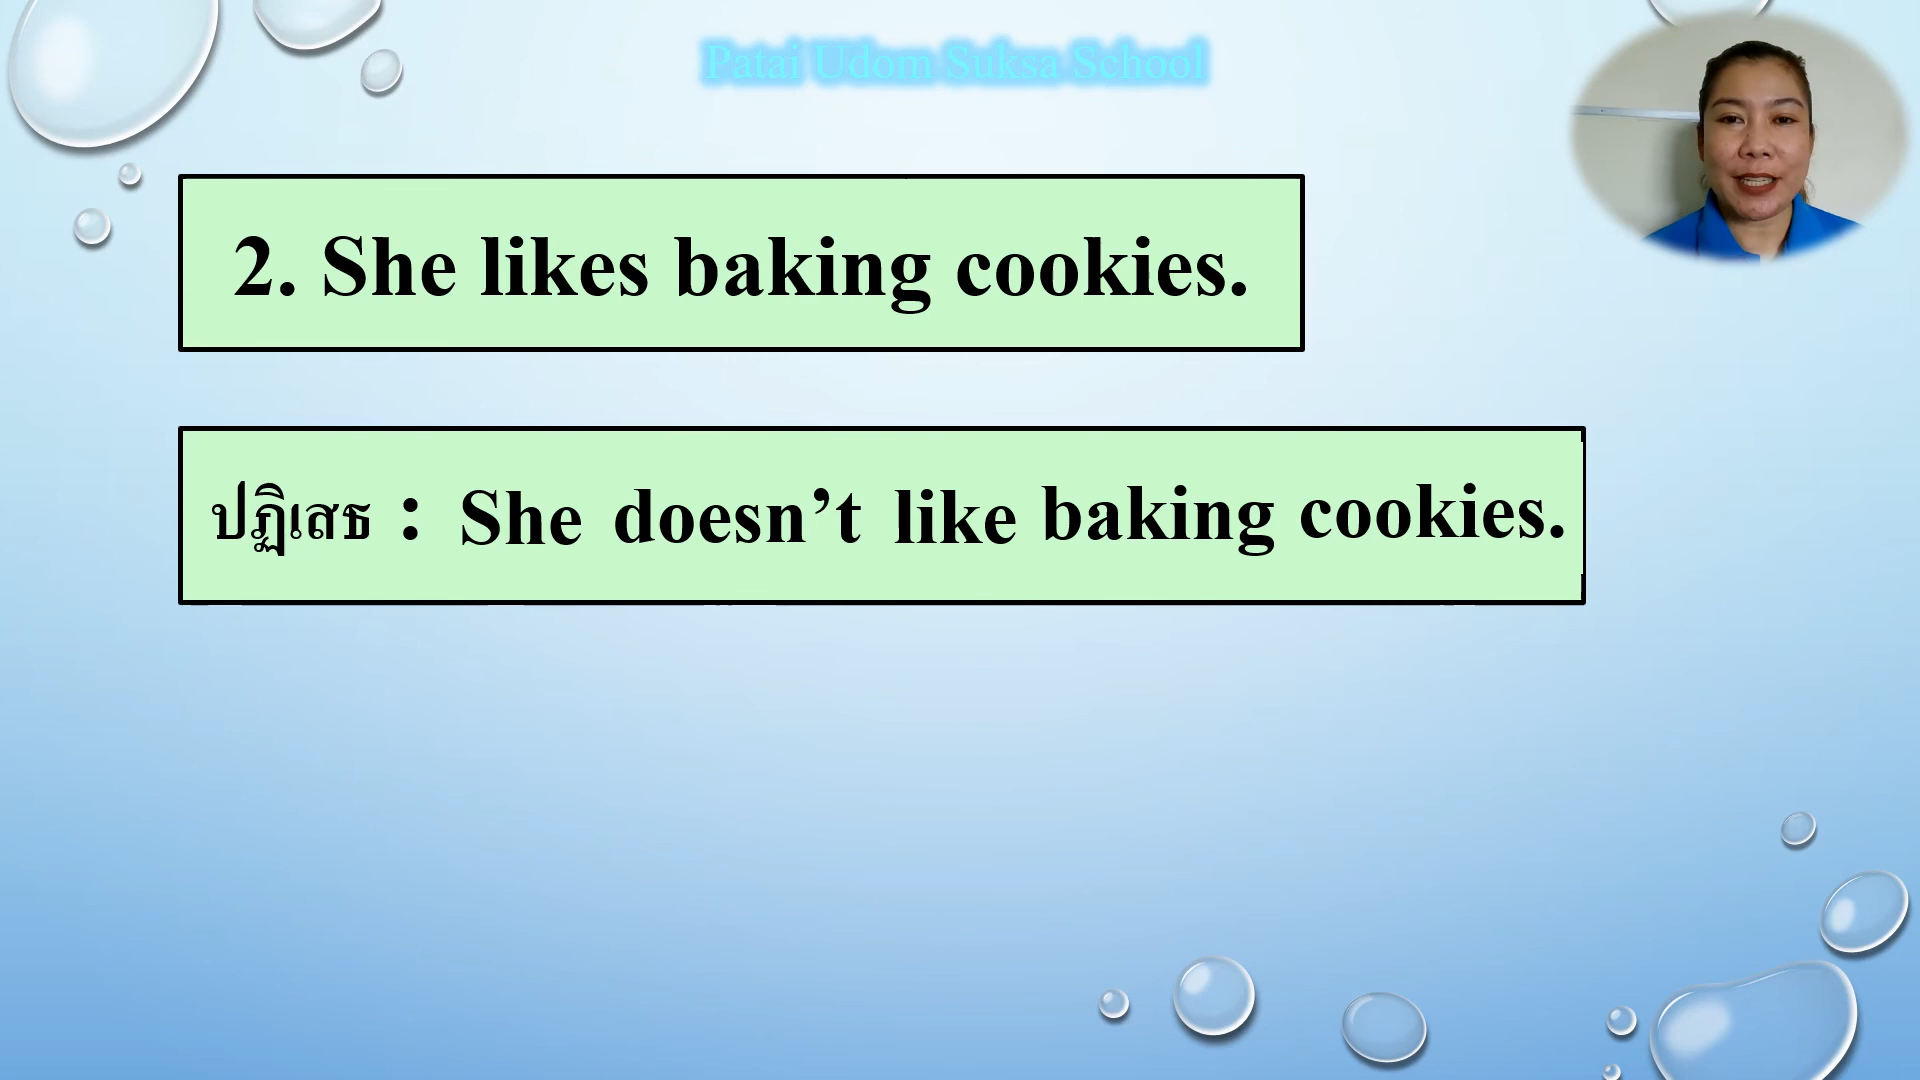 Patai Udom Suksa School
2. She likes baking cookies.
ปฏิเสธ : She doesn’t like baking cookies.